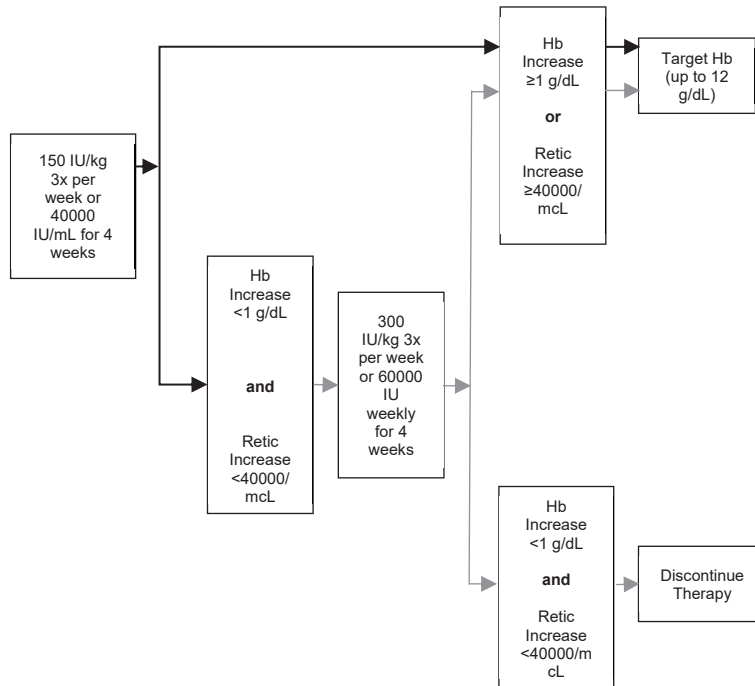 150 IU/kg
3x per
week or
40000
IU/mL for 4
weeks
Hb
Increase
<1 g/dL
and
Retic
Increase
<40000/
mcL
300
IU/kg 3x
per week
or 60000
IU
weekly
for 4
weeks
Hb
Increase
≥1 g/dL
or
Retic
Increase
≥40000/
mcL
Target Hb
(up to 12
g/dL)
Hb
Increase
<1 g/dL
and
Retic
Increase
<40000/m
cL
Discontinue
Therapy